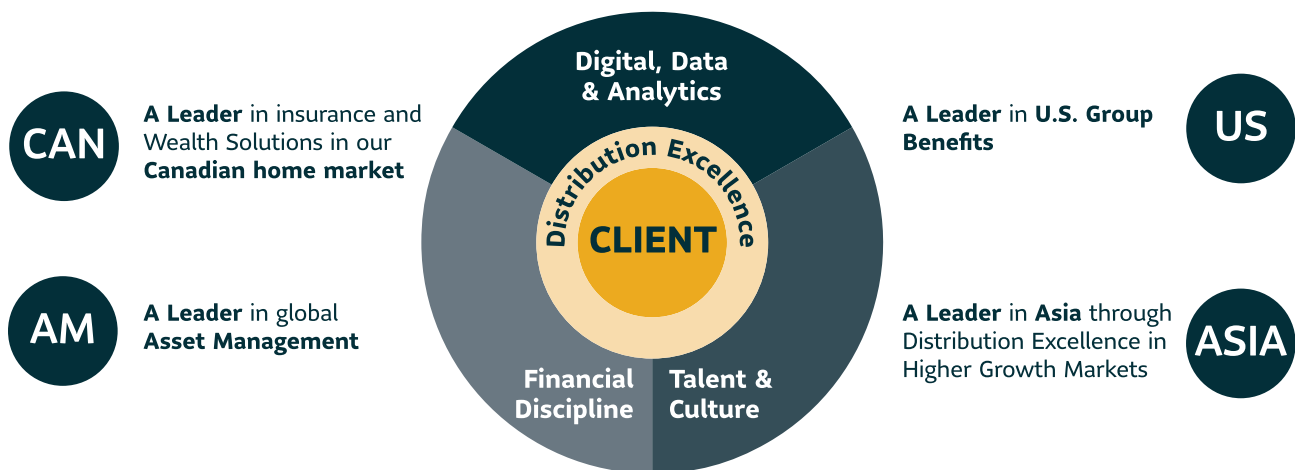 CAN
A Leader in insurance and
Wealth Solutions in our
Canadian home market
AM
A Leader in global
Asset Management
Digital, Data
& Analytics
Distribution Excellence
CLIENT
Financial
Discipline
Talent &
Culture
A Leader in U.S. Group
Benefits
US
A Leader in Asia through
Distribution Excellence in
Higher Growth Markets
ASIA